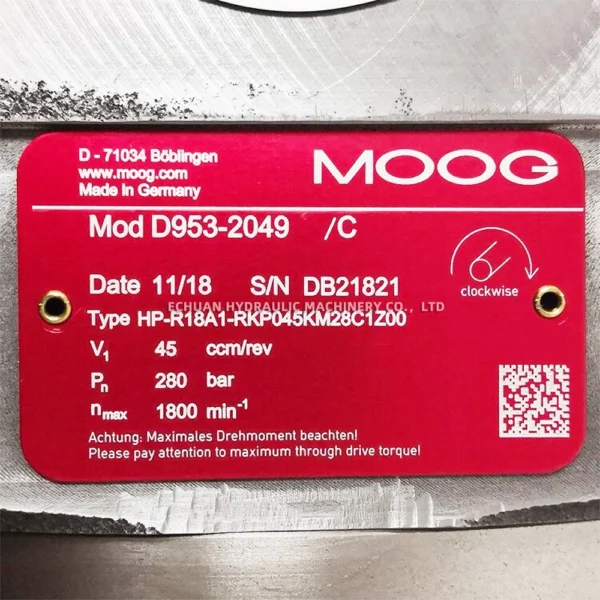 D - 71034 Böblingen
www.moog.com
Made in Germany
MOOG
Mod D953-2049 /C
clockwise
Date 11/18 S/N DB21821
ECHUAN HYDRAULIC MACHINERY CO., LTD
Type HP-R18A1-RKP045KM28C1Z00
V1 45 ccm/rev
Pn 280 bar
nmax 1800 min-1
Achtung: Maximales Drehmoment beachten!
Please pay attention to maximum through drive torque!